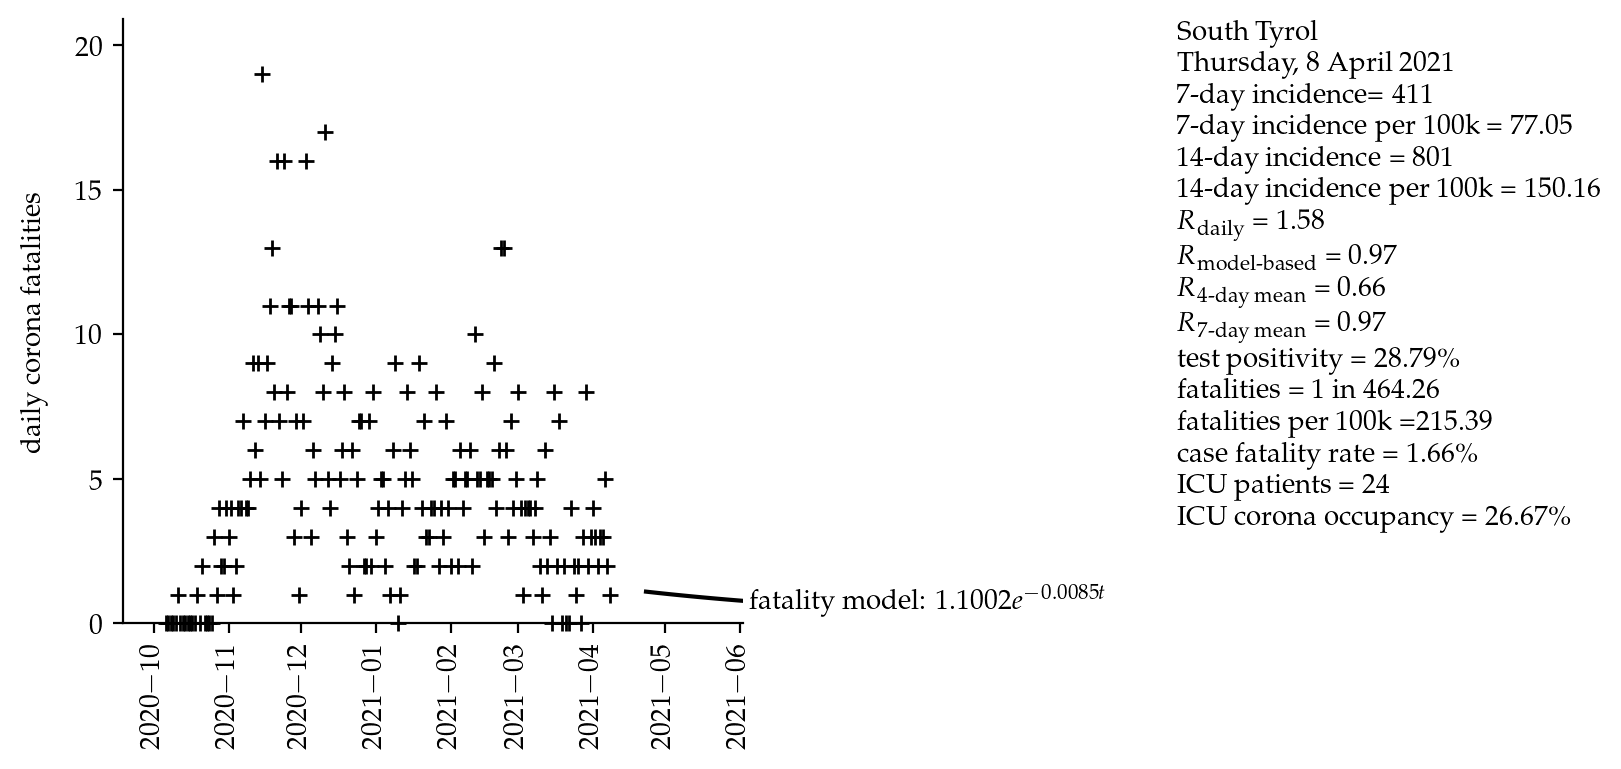 South Tyrol
Thursday, 8 April 2021
7-day incidence= 411
7-day incidence per 100k = 77.05
14-day incidence = 801
14-day incidence per 100k = 150.16
R_daily = 1.58
R_model-based = 0.97
R_4-day mean = 0.66
R_7-day mean = 0.97
test positivity = 28.79%
fatalities = 1 in 464.26
fatalities per 100k =215.39
case fatality rate = 1.66%
ICU patients = 24
ICU corona occupancy = 26.67%
daily corona fatalities
20
15
10
5
0
fatality model: 1.1002e^{−0.0085t}
2020−10
2020−11
2020−12
2021−01
2021−02
2021−03
2021−04
2021−05
2021−06